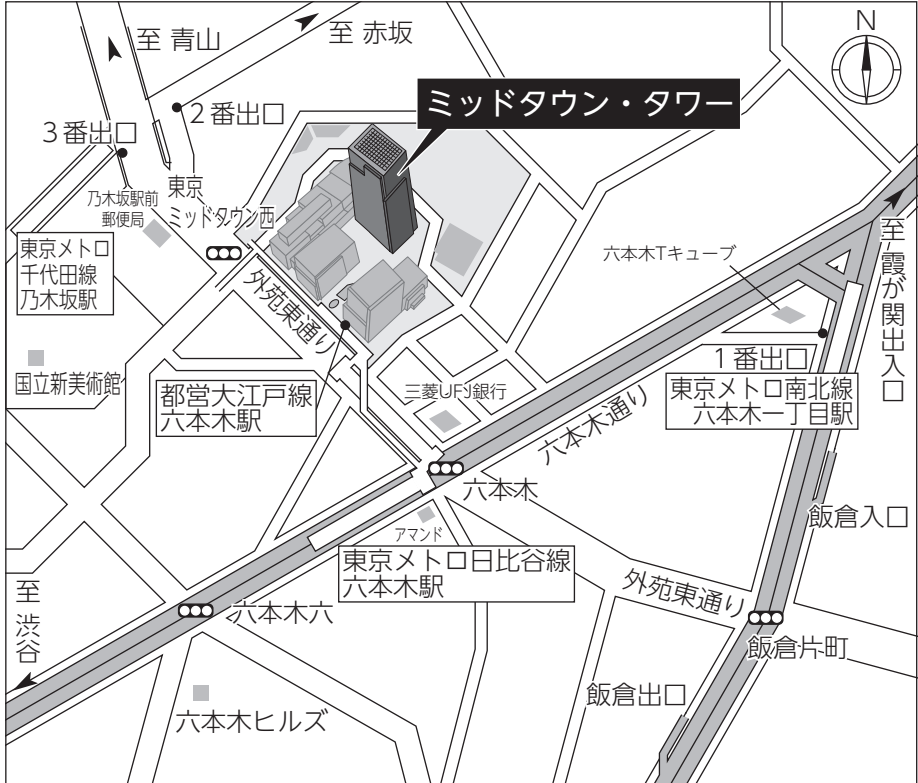 至 青山
至 赤坂
N
ミッドタウン・タワー
2番出口
3番出口
東京
ミッドタウン西
乃木坂駅前
郵便局
東京メトロ
千代田線
乃木坂駅
外苑東通り
六本木Tキューブ
至 霞が関出入口
国立新美術館
都営大江戸線
六本木駅
三菱UFJ銀行
1番出口
東京メトロ南北線
六本木一丁目駅
六本木通り
六本木
飯倉入口
アマンド
東京メトロ日比谷線
六本木駅
外苑東通り
至 渋谷
六本木六
飯倉片町
飯倉出口
六本木ヒルズ